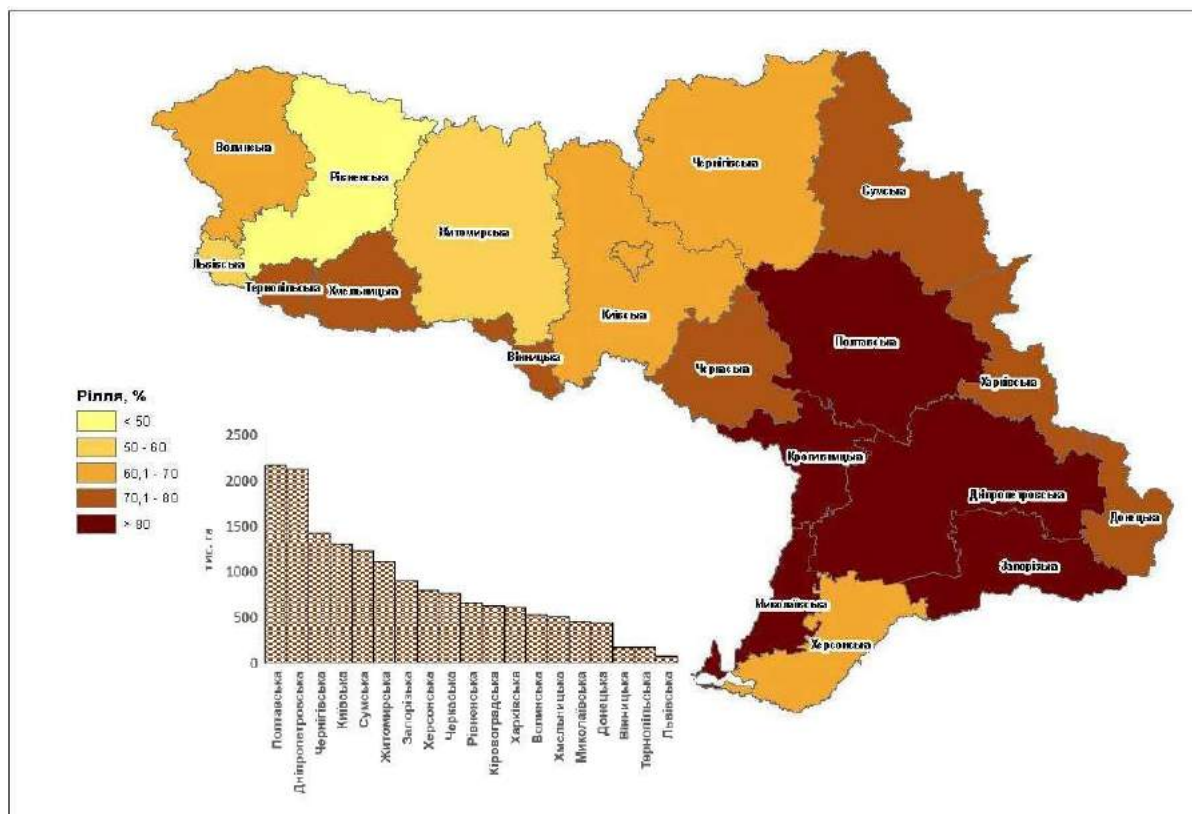 Волинська
Рівненська
Чернігівська
Сумська
Житомирська
Львівська
Тернопільська
Хмельницька
Київська
Полтавська
Вінницька
Черкаська
Харківська
Рілля, %
< 50
50 - 60
60,1 - 70
70,1 - 80
> 80
Кропивницька
Дніпропетровська
Донецька
Запорізька
Миколаївська
Херсонська
2500
2000
1500
1000
500
0
тис. га
Полтавська
Дніпропетровська
Чернігівська
Київська
Сумська
Житомирська
Запорізька
Херсонська
Черкаська
Рівненська
Кіровоградська
Харківська
Волинська
Хмельницько
Миколаївська
Донецька
Вінницька
Тернопільська
Львівська